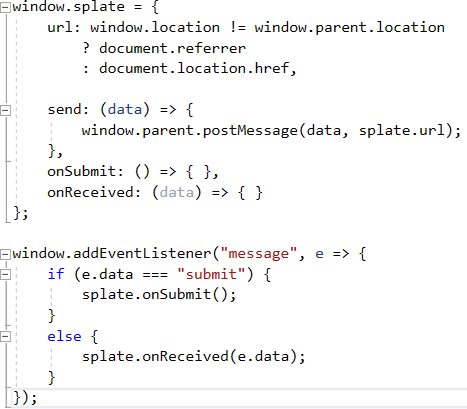 window.splate = {
    url: window.location != window.parent.location
        ? document.referrer
        : document.location.href,
    send: (data) => {
        window.parent.postMessage(data, splate.url);
    },
    onSubmit: () => { },
    onReceived: (data) => { }
};
window.addEventListener("message", e => {
    if (e.data === "submit") {
        splate.onSubmit();
    }
    else {
        splate.onReceived(e.data);
    }
});